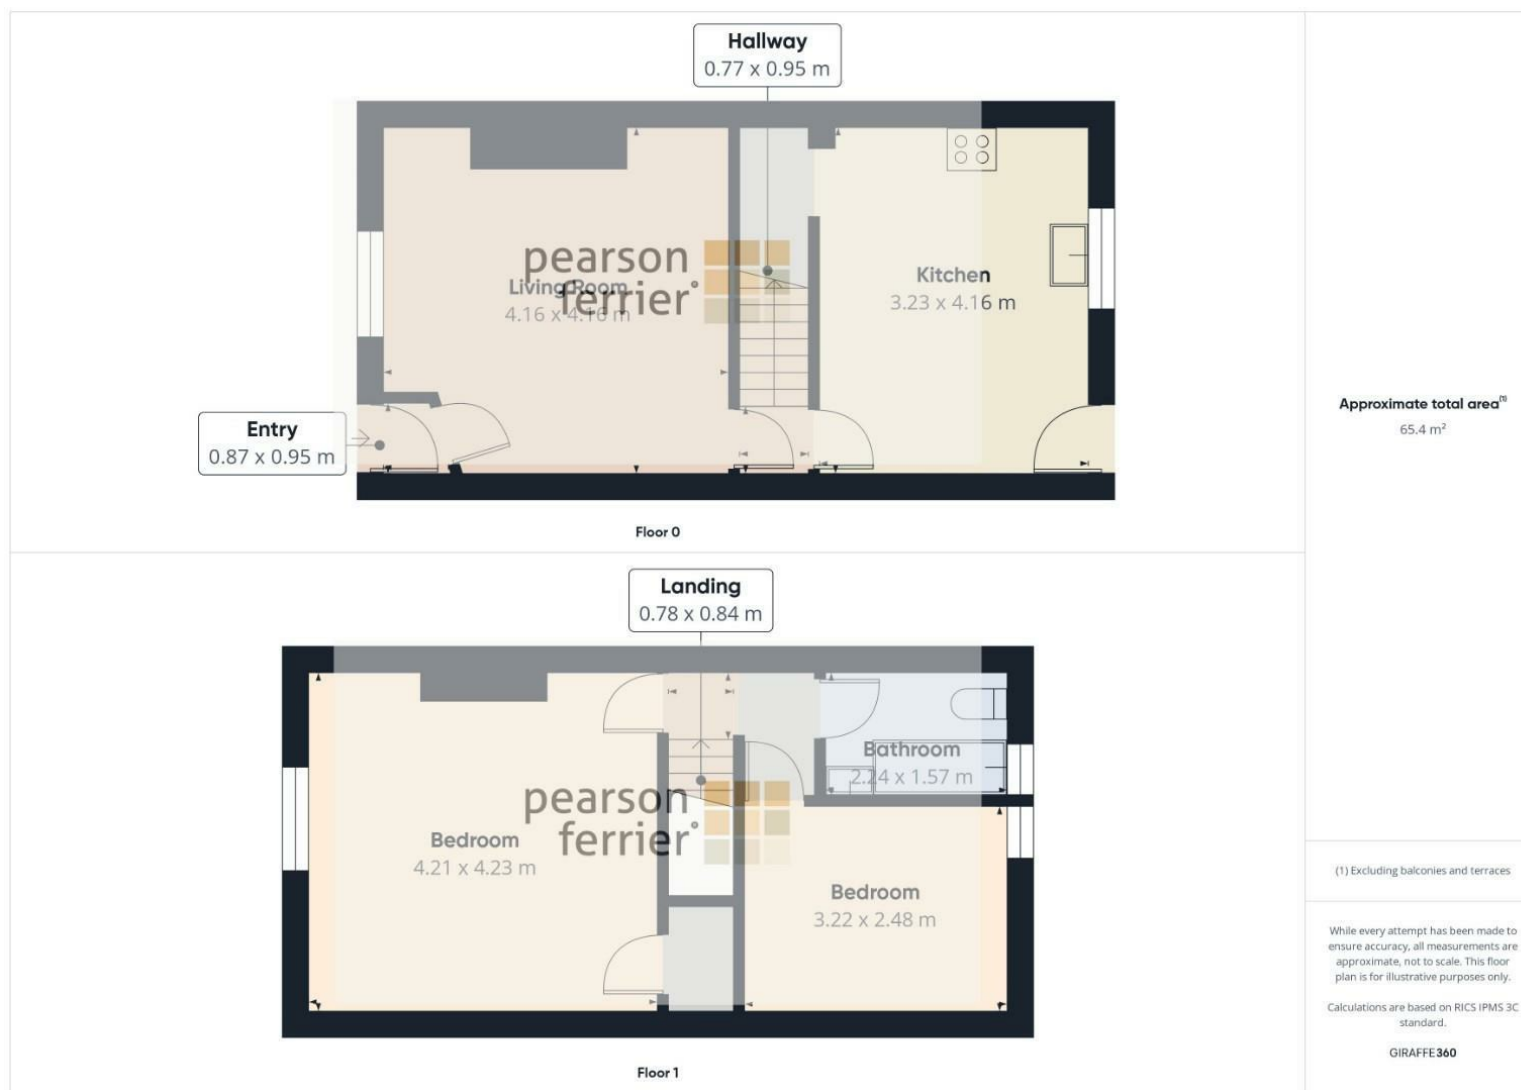 Hallway
0.77 x 0.95 m
pearson
ferrier
Living Room
4.16 x 4.16 m
Kitchen
3.23 x 4.16 m
Entry
0.87 x 0.95 m
Floor 0
Landing
0.78 x 0.84 m
pearson
ferrier
Bathroom
2.24 x 1.57 m
Bedroom
4.21 x 4.23 m
Bedroom
3.22 x 2.48 m
Floor 1
Approximate total area(1)
65.4 m²
(1) Excluding balconies and terraces
While every attempt has been made to
ensure accuracy, all measurements are
approximate, not to scale. This floor
plan is for illustrative purposes only.
Calculations are based on RICS IPMS 3C
standard.
GIRAFFE360